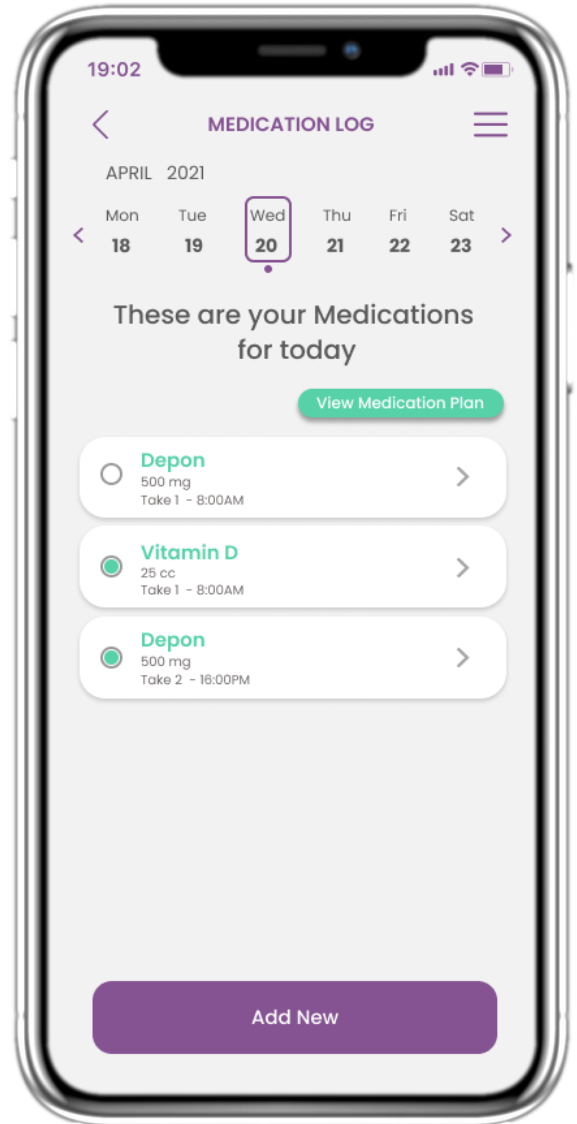 19:02
MEDICATION LOG
APRIL 2021
Mon Tue Wed Thu Fri Sat
18 19 20 21 22 23
These are your Medications
for today
View Medication Plan
Depon
500 mg
Take 1 - 8:00AM
Vitamin D
25 cc
Take 1 - 8:00AM
Depon
500 mg
Take 2 - 16:00PM
Add New